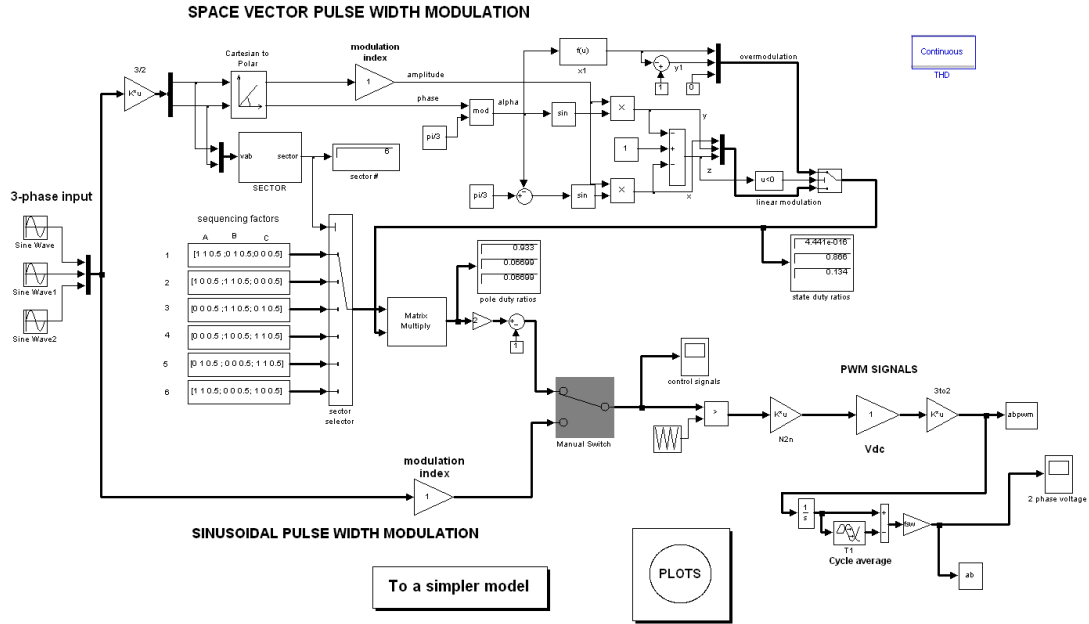 SPACE VECTOR PULSE WIDTH MODULATION
Continuous
THD
3/2
K*u
Cartesian to
Polar
modulation
index
1
amplitude
phase
mod
alpha
pi/3
f(u)
x1
y1
1
0
overmodulation
sin
×
y
1
z
x
u<0
linear modulation
pi/3
sin
×
vab
sector
SECTOR
6
sector #
3-phase input
Sine Wave
Sine Wave1
Sine Wave2
sequencing factors
A B C
1 [1 1 0.5 ;0 1 0.5;0 0 0.5]
2 [1 0 0.5 ;1 1 0.5; 0 0 0.5]
3 [0 0 0.5 ;1 1 0.5; 0 1 0.5]
4 [0 0 0.5 ;1 0 0.5; 1 1 0.5]
5 [0 1 0.5 ; 0 0 0.5; 1 1 0.5]
6 [1 1 0.5; 0 0 0.5; 1 0 0.5]
sector
selector
Matrix
Multiply
0.933
0.06699
0.06699
pole duty ratios
4.441e-016
0.866
0.134
state duty ratios
2
1
control signals
Manual Switch
>
PWM SIGNALS
K*u
N2n
1
Vdc
3to2
K*u
abpwm
2 phase voltage
1
s
T1
Cycle average
fsw
ab
modulation
index
1
SINUSOIDAL PULSE WIDTH MODULATION
To a simpler model
PLOTS